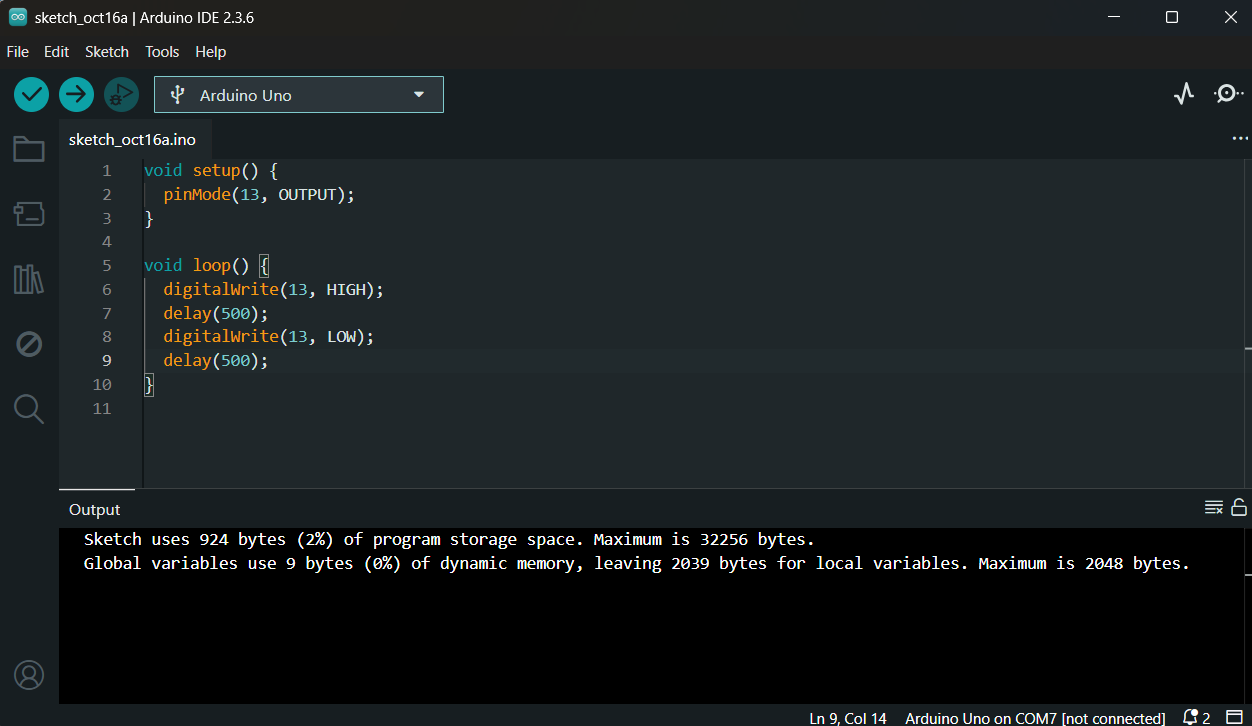 sketch_oct16a | Arduino IDE 2.3.6
File Edit Sketch Tools Help
Arduino Uno
sketch_oct16a.ino
1 void setup() {
2   pinMode(13, OUTPUT);
3 }
4
5 void loop() {
6   digitalWrite(13, HIGH);
7   delay(500);
8   digitalWrite(13, LOW);
9   delay(500);
10 }
11
Output
Sketch uses 924 bytes (2%) of program storage space. Maximum is 32256 bytes.
Global variables use 9 bytes (0%) of dynamic memory, leaving 2039 bytes for local variables. Maximum is 2048 bytes.
Ln 9, Col 14 Arduino Uno on COM7 [not connected] 2